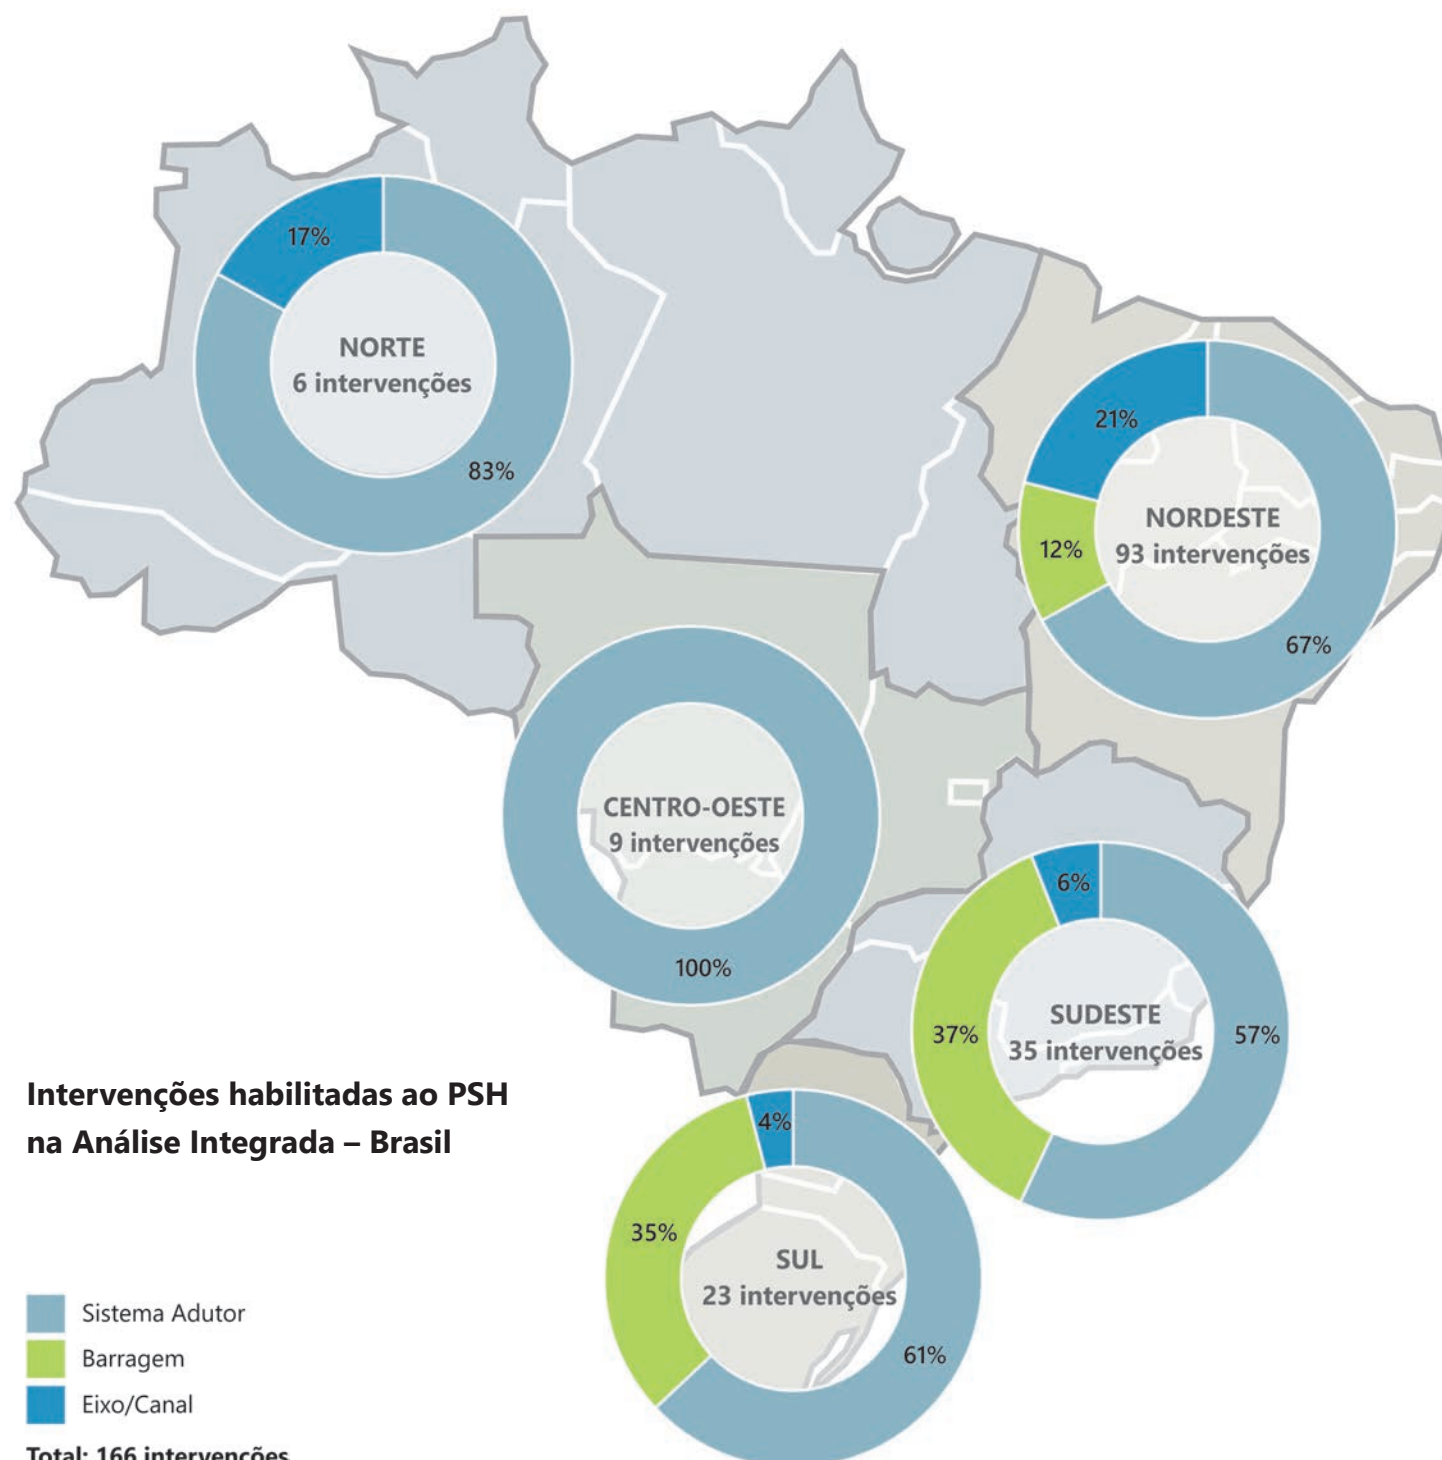 17%
NORTE
6 intervenções
83%
21%
NORDESTE
12%
93 intervenções
67%
CENTRO-OESTE
9 intervenções
100%
6%
SUDESTE
37%
57%
35 intervenções
Intervenções habilitadas ao PSH
na Análise Integrada – Brasil
4%
35%
SUL
23 intervenções
61%
Sistema Adutor
Barragem
Eixo/Canal
Total: 166 intervenções